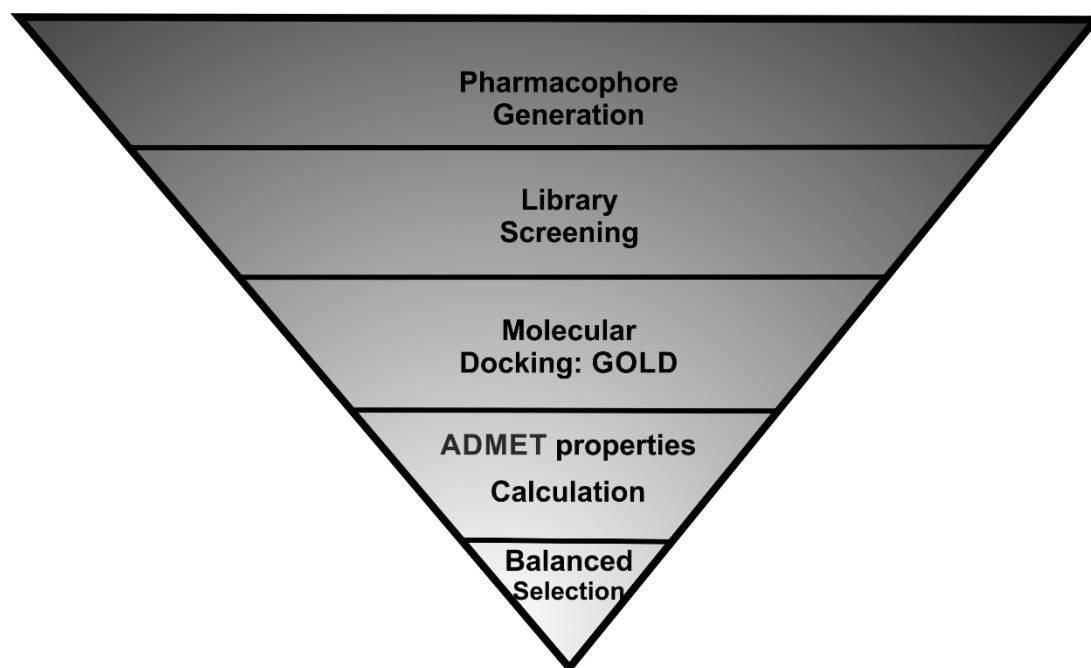 Pharmacophore
Generation
Library
Screening
Molecular
Docking: GOLD
ADMET properties
Calculation
Balanced
Selection